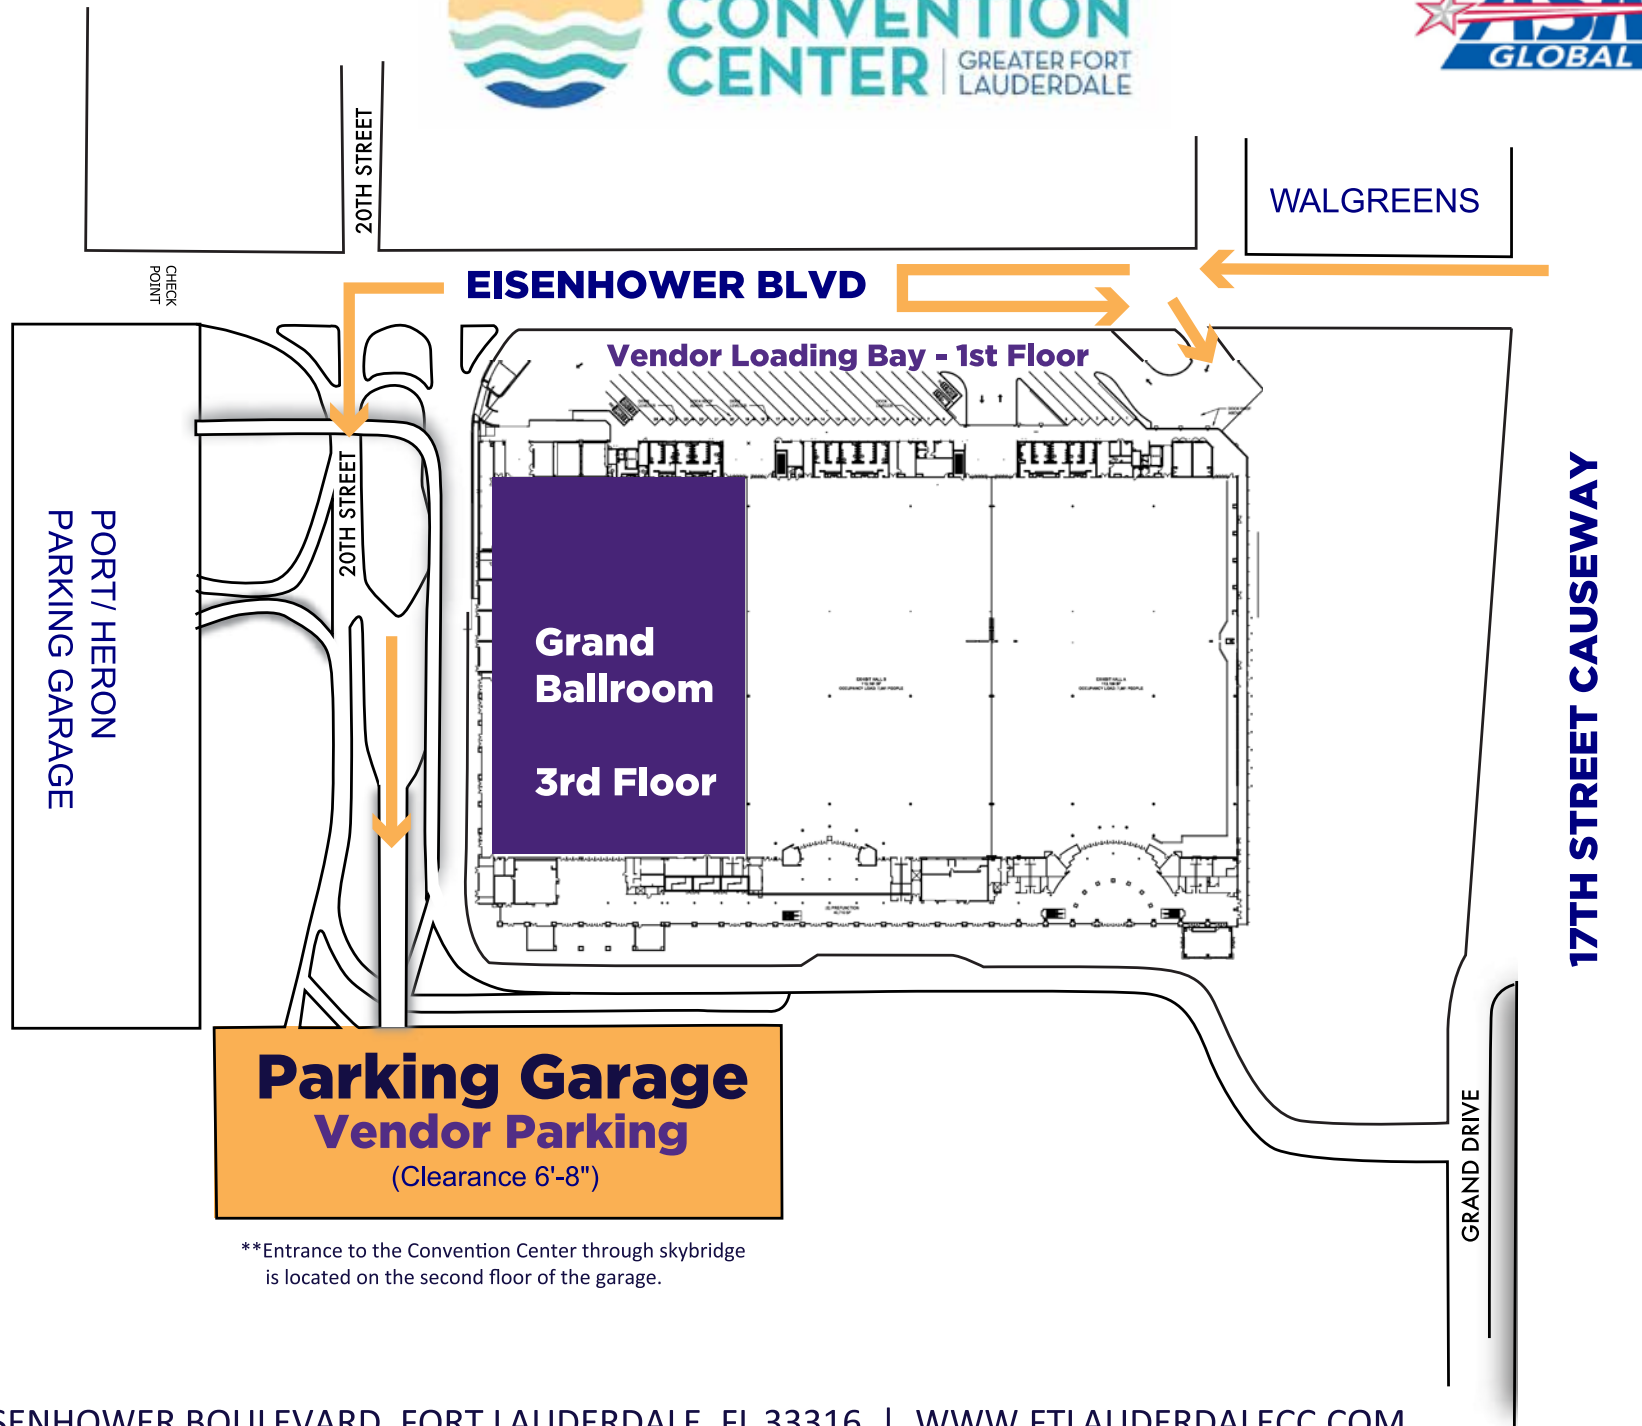 CONVENTION
CENTER
GREATER FORT
LAUDERDALE
GLOBAL
20TH STREET
WALGREENS
CHECK
POINT
EISENHOWER BLVD
Vendor Loading Bay - 1st Floor
20TH STREET
PORT/ HERON
PARKING GARAGE
Grand
Ballroom
3rd Floor
17TH STREET CAUSEWAY
Parking Garage
Vendor Parking
(Clearance 6'-8")
GRAND DRIVE
**Entrance to the Convention Center through skybridge
is located on the second floor of the garage.
BOULEVARD, FORT LAUDERDALE, FL 33316 | WWW.FTLAUDERDALECC.COM